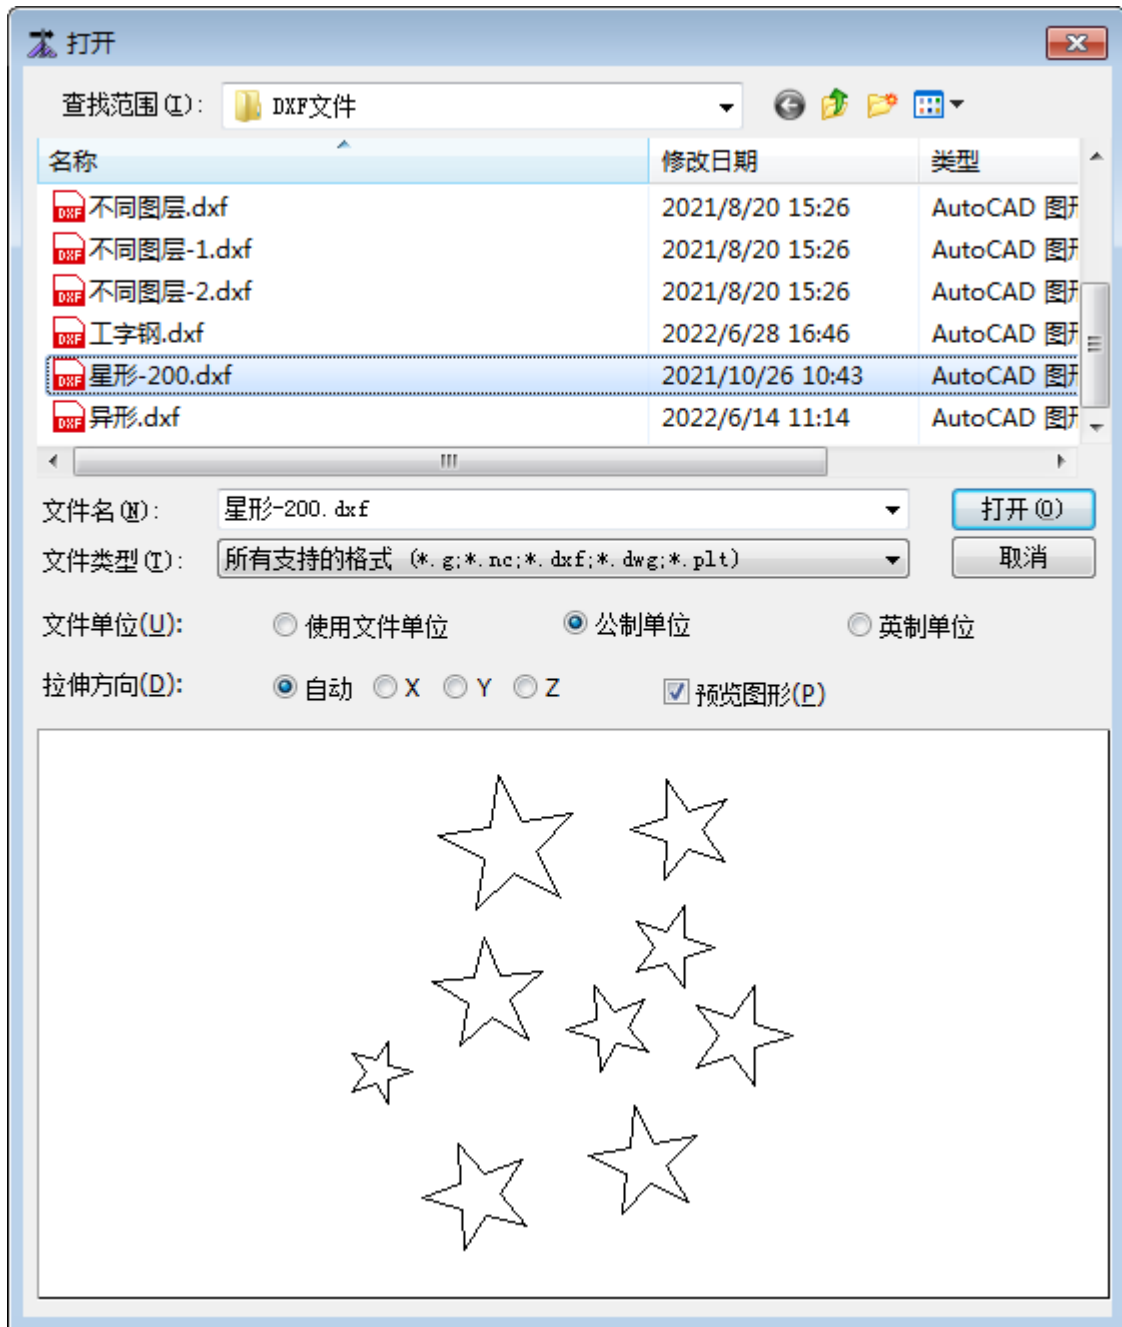 打开
查找范围(I): DXF文件
名称 修改日期 类型
不同图层.dxf 2021/8/20 15:26 AutoCAD 图形
不同图层-1.dxf 2021/8/20 15:26 AutoCAD 图形
不同图层-2.dxf 2021/8/20 15:26 AutoCAD 图形
工字钢.dxf 2022/6/28 16:46 AutoCAD 图形
星形-200.dxf 2021/10/26 10:43 AutoCAD 图形
异形.dxf 2022/6/14 11:14 AutoCAD 图形
文件名(N): 星形-200.dxf 打开(O)
文件类型(T): 所有支持的格式 (*.g;*.nc;*.dxf;*.dwg;*.plt) 取消
文件单位(U): 使用文件单位 公制单位 英制单位
拉伸方向(D): 自动 X Y Z 预览图形(P)